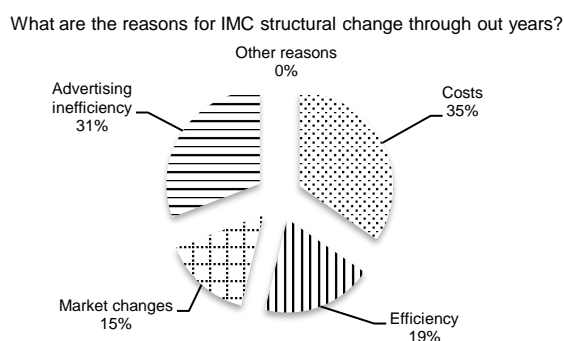 What are the reasons for IMC structural change through out years?
Other reasons
0%
Advertising
inefficiency
31%
Costs
35%
Market changes
15%
Efficiency
19%